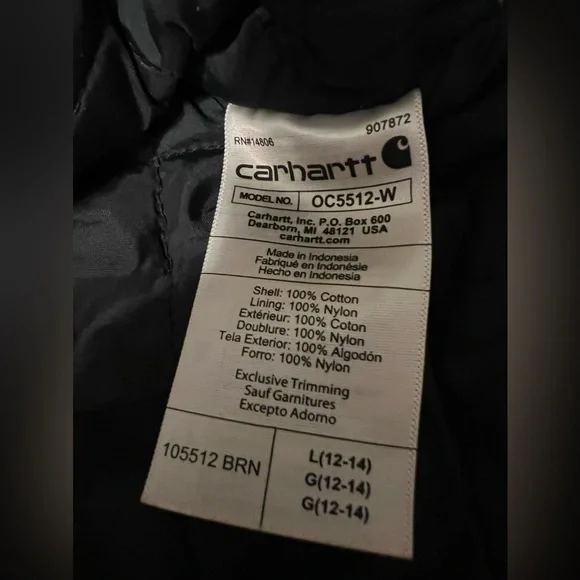 RN#14806
907872
carhartt
MODEL NO. OC5512-W
Carhartt, Inc. P.O. Box 600
Dearborn, MI 48121 USA
carhartt.com
Made in Indonesia
Fabriqué en Indonésie
Hecho en Indonesia
Shell: 100% Cotton
Lining: 100% Nylon
Extérieur: 100% Coton
Doublure: 100% Nylon
Tela Exterior: 100% Algodón
Forro: 100% Nylon
Exclusive Trimming
Sauf Garnitures
Excepto Adorno
105512 BRN
L(12-14)
G(12-14)
G(12-14)